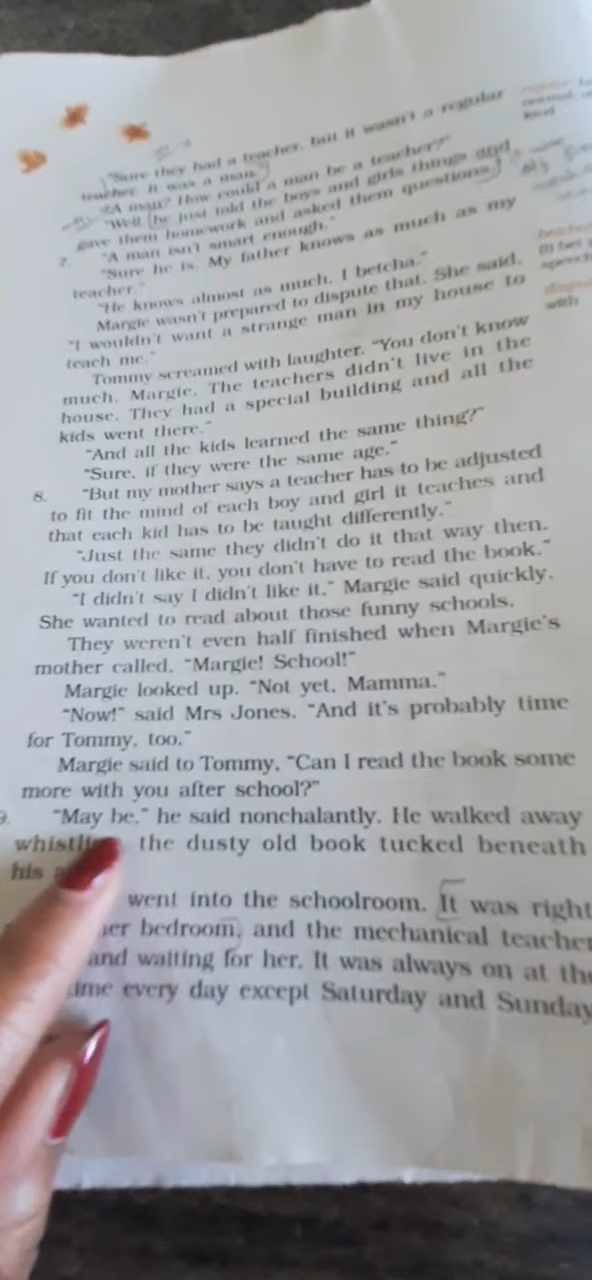 "Sure they had a teacher, but it wasn't a regular
teacher. It was a man."
"A man? How could a man be a teacher?"
"Well, he just told the boys and girls things and
gave them homework and asked them questions."
"A man isn't smart enough."
7. "Sure he is. My father knows as much as my
teacher."
"He knows almost as much, I betcha."
Margie wasn't prepared to dispute that. She said,
"I wouldn't want a strange man in my house to
teach me."
Tommy screamed with laughter. "You don't know
much, Margie. The teachers didn't live in the
house. They had a special building and all the
kids went there."
"And all the kids learned the same thing?"
"Sure, if they were the same age."
8. "But my mother says a teacher has to be adjusted
to fit the mind of each boy and girl it teaches and
that each kid has to be taught differently."
"Just the same they didn't do it that way then.
If you don't like it, you don't have to read the book."
"I didn't say I didn't like it," Margie said quickly.
She wanted to read about those funny schools.
They weren't even half finished when Margie's
mother called, "Margie! School!"
Margie looked up. "Not yet, Mamma."
"Now!" said Mrs Jones. "And it's probably time
for Tommy, too."
Margie said to Tommy, "Can I read the book some
more with you after school?"
9. "May be," he said nonchalantly. He walked away
the dusty old book tucked beneath
his
went into the schoolroom. It was right
bedroom, and the mechanical teacher
and waiting for her. It was always on at the
every day except Saturday and Sunday
with